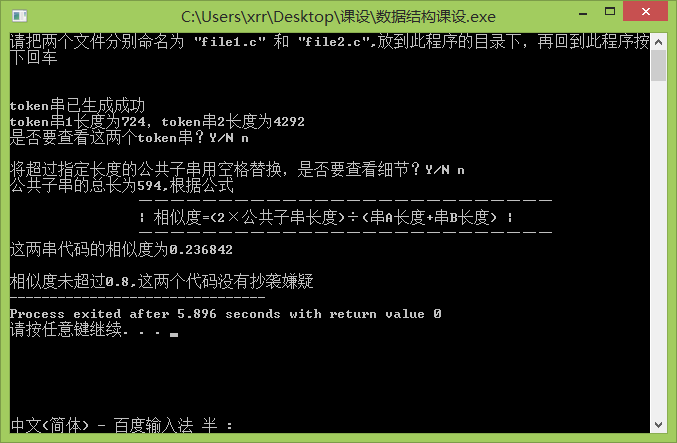 C:\Users\xrr\Desktop\课设\数据结构课设.exe
请把两个文件分别命名为 "file1.c" 和 "file2.c",放到此程序的目录下，再回到此程序按
下回车
token串已生成成功
token串1长度为724, token串2长度为4292
是否要查看这两个token串？Y/N n
将超过指定长度的公共子串用空格替换，是否要查看细节？Y/N n
公共子串的总长为594,根据公式
－－－－－－－－－－－－－－－－－－－－－－－－－－
| 相似度=(2×公共子串长度)÷(串A长度+串B长度) |
－－－－－－－－－－－－－－－－－－－－－－－－－－
这两串代码的相似度为0.236842
相似度未超过0.8,这两个代码没有抄袭嫌疑
--------------------------------
Process exited after 5.896 seconds with return value 0
请按任意键继续. . .
中文(简体) - 百度输入法 半 :